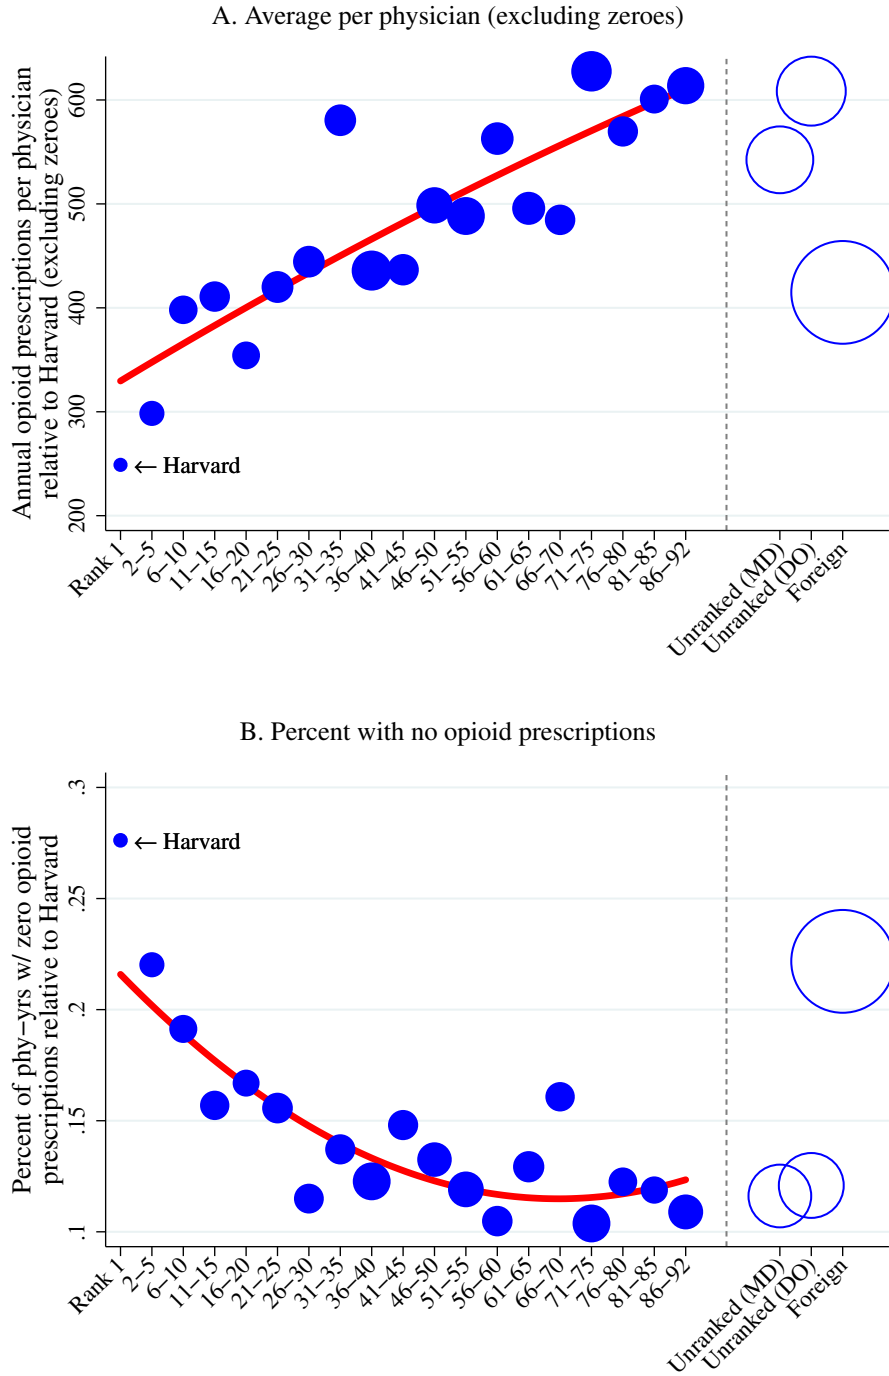 A. Average per physician (excluding zeroes)
Annual opioid prescriptions per physician
relative to Harvard (excluding zeroes)
600
500
400
300
200
← Harvard
Rank 1
2–5
6–10
11–15
16–20
21–25
26–30
31–35
36–40
41–45
46–50
51–55
56–60
61–65
66–70
71–75
76–80
81–85
86–92
Unranked (MD)
Unranked (DO)
Foreign
B. Percent with no opioid prescriptions
Percent of phy−yrs w/ zero opioid
prescriptions relative to Harvard
.3
.25
.2
.15
.1
← Harvard
Rank 1
2–5
6–10
11–15
16–20
21–25
26–30
31–35
36–40
41–45
46–50
51–55
56–60
61–65
66–70
71–75
76–80
81–85
86–92
Unranked (MD)
Unranked (DO)
Foreign